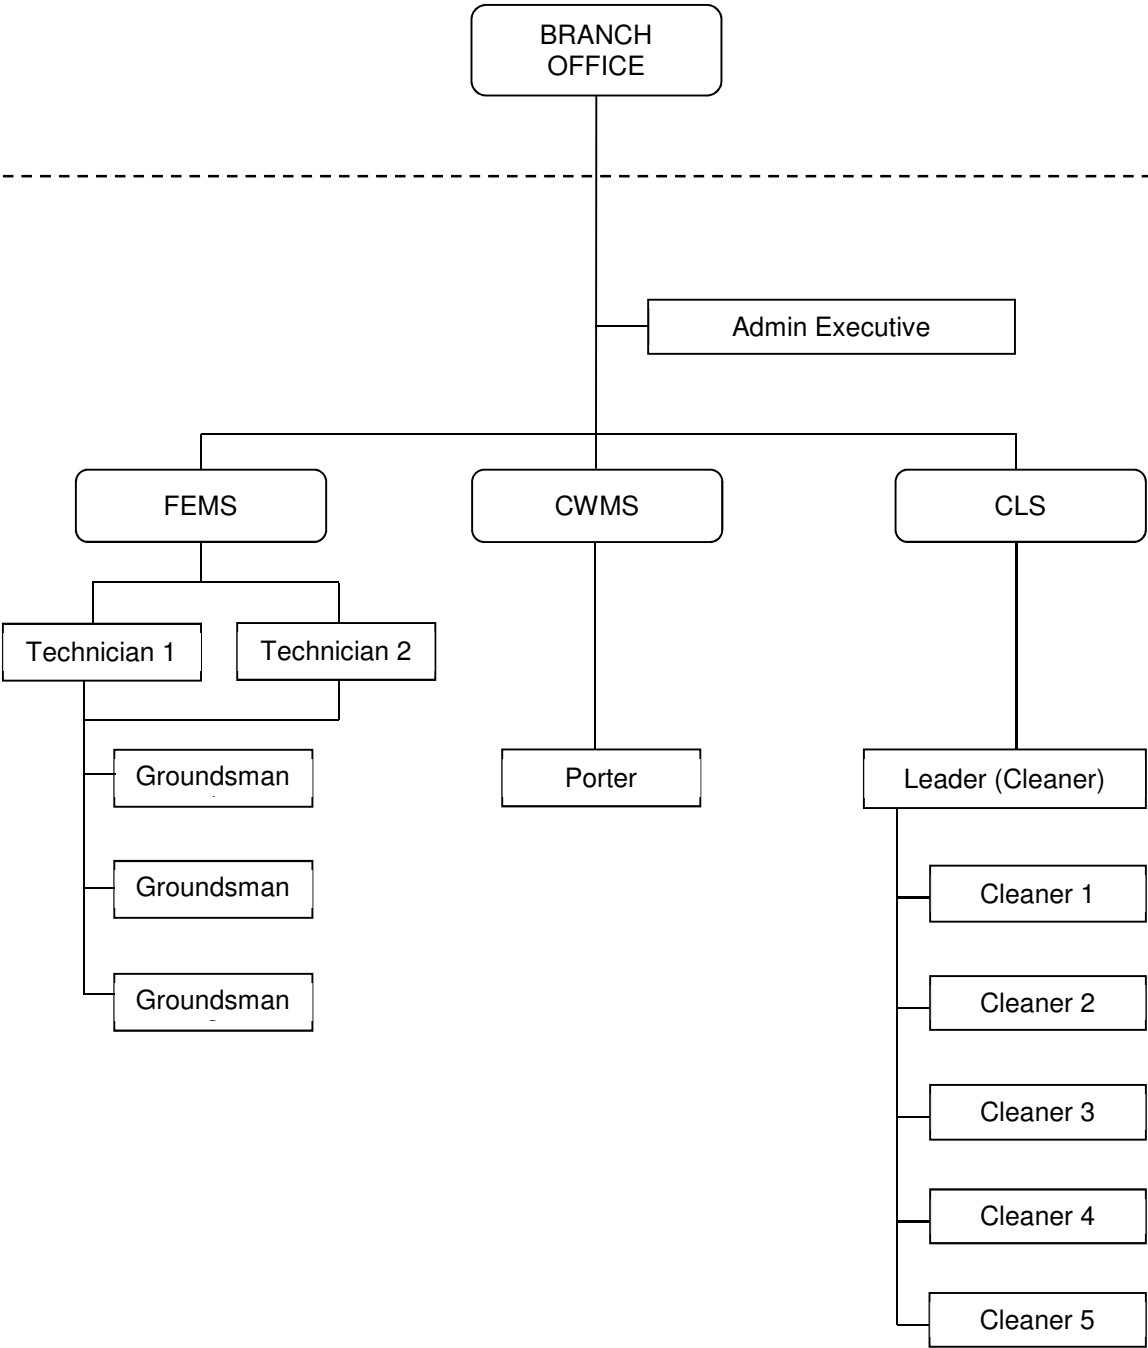 BRANCH
OFFICE
Admin Executive
FEMS
CWMS
CLS
Technician 1
Technician 2
Groundsman
Porter
Leader (Cleaner)
Groundsman
Cleaner 1
Groundsman
Cleaner 2
Cleaner 3
Cleaner 4
Cleaner 5